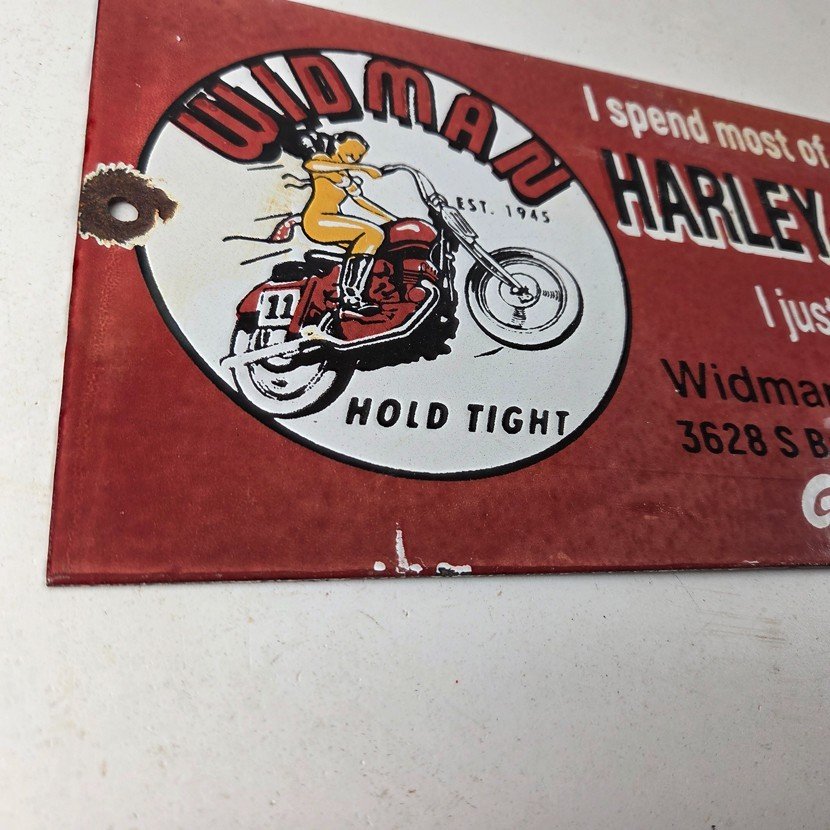 WIDMAN
EST. 1945
11
HOLD TIGHT
I spend most of
HARLEY
I just
Widman
3628 S B